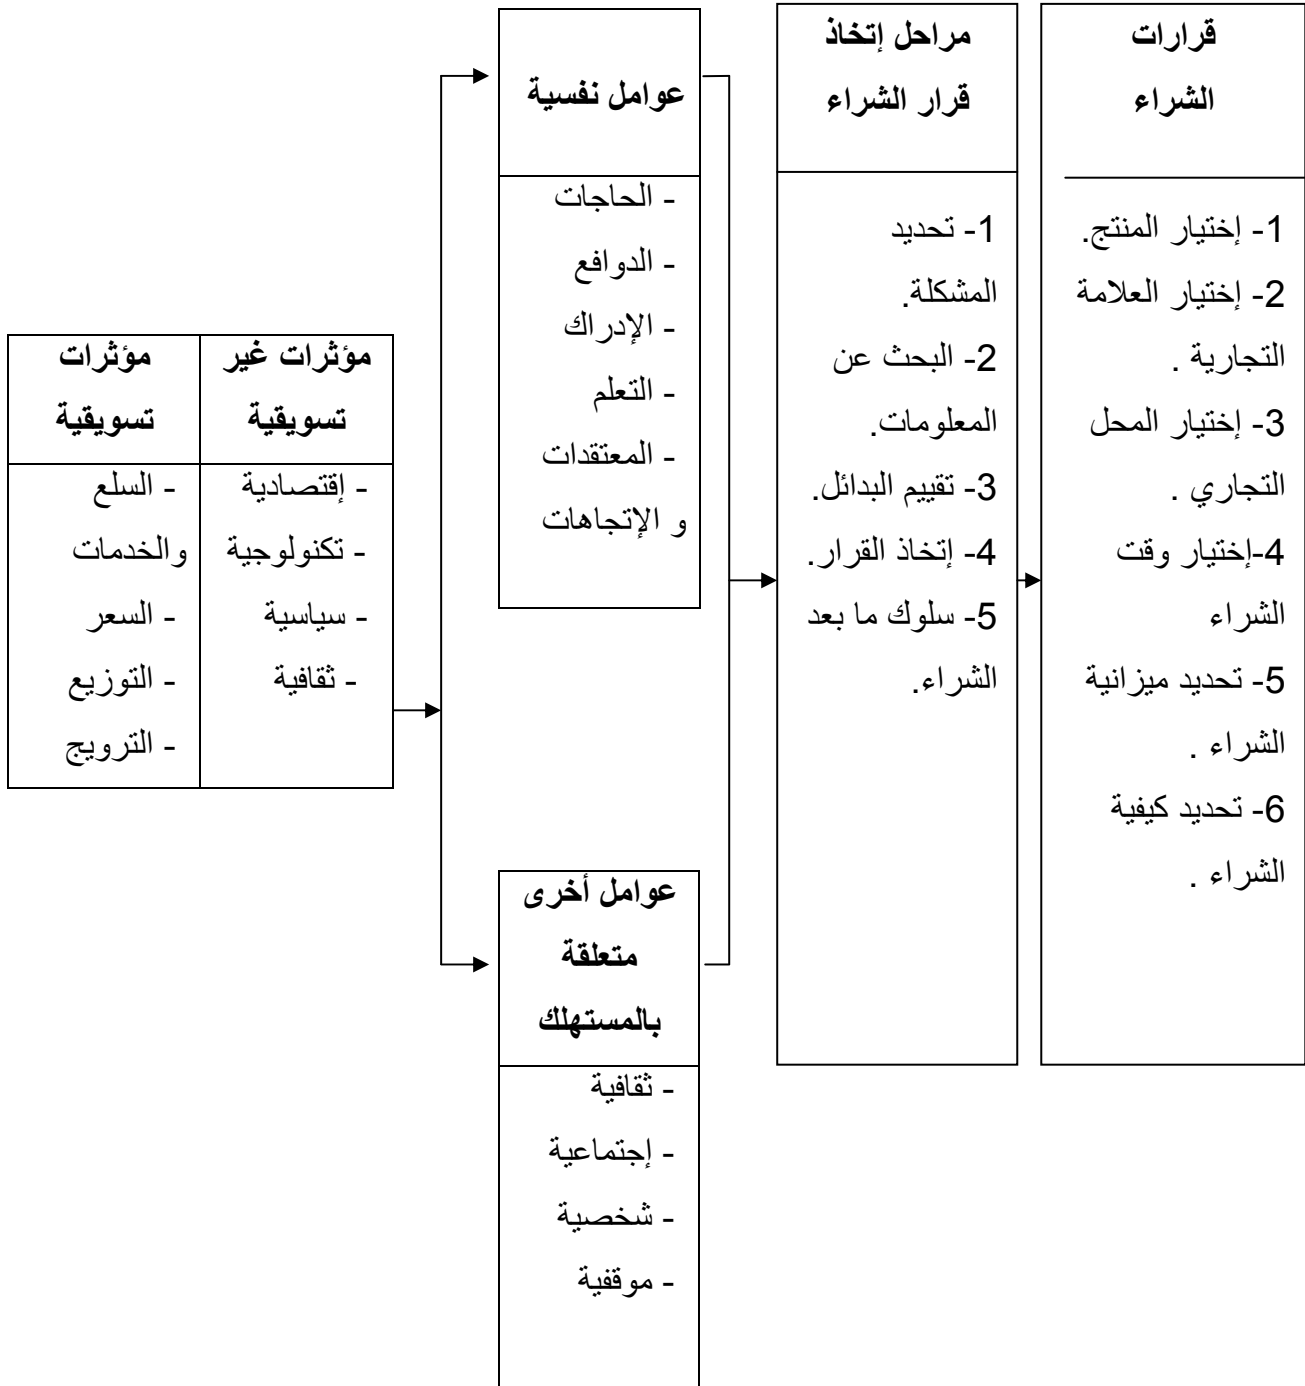 مؤثرات
تسويقية
- السلع
والخدمات
- السعر
- التوزيع
- الترويج
مؤثرات غير
تسويقية
- إقتصادية
- تكنولوجية
- سياسية
- ثقافية
عوامل نفسية
- الحاجات
- الدوافع
- الإدراك
- التعلم
- المعتقدات
و الإتجاهات
عوامل أخرى
متعلقة
بالمستهلك
- ثقافية
- إجتماعية
- شخصية
- موقفية
مراحل إتخاذ
قرار الشراء
1- تحديد
المشكلة.
2- البحث عن
المعلومات.
3- تقييم البدائل.
4- إتخاذ القرار.
5- سلوك ما بعد
الشراء.
قرارات
الشراء
1- إختيار المنتج.
2- إختيار العلامة
التجارية .
3- إختيار المحل
التجاري .
4-إختيار وقت
الشراء
5- تحديد ميزانية
الشراء .
6- تحديد كيفية
الشراء .